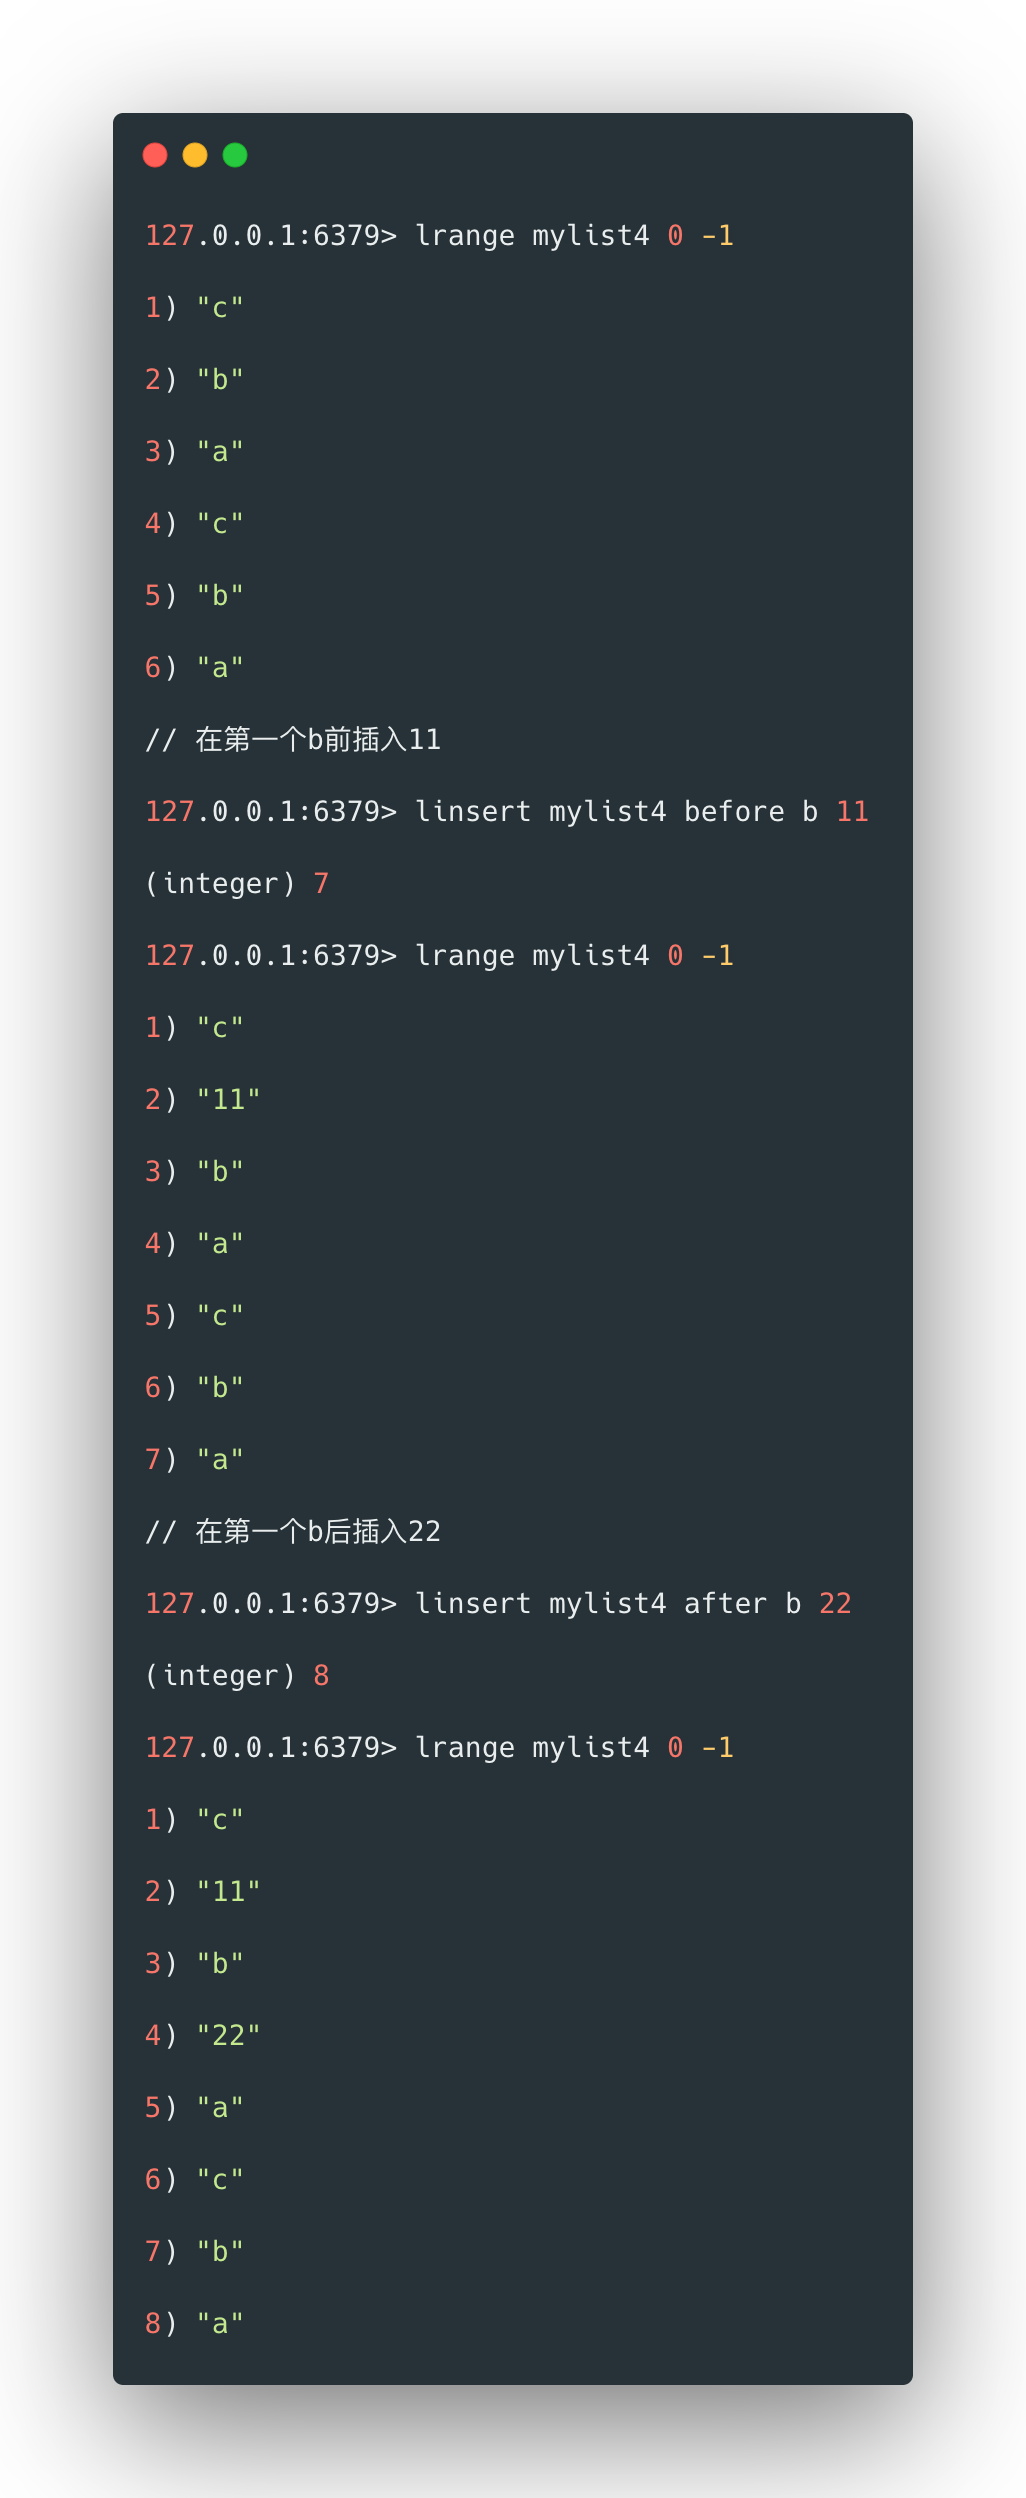 127.0.0.1:6379> lrange mylist4 0 -1
1) "c"
2) "b"
3) "a"
4) "c"
5) "b"
6) "a"
// 在第一个b前插入11
127.0.0.1:6379> linsert mylist4 before b 11
(integer) 7
127.0.0.1:6379> lrange mylist4 0 -1
1) "c"
2) "11"
3) "b"
4) "a"
5) "c"
6) "b"
7) "a"
// 在第一个b后插入22
127.0.0.1:6379> linsert mylist4 after b 22
(integer) 8
127.0.0.1:6379> lrange mylist4 0 -1
1) "c"
2) "11"
3) "b"
4) "22"
5) "a"
6) "c"
7) "b"
8) "a"